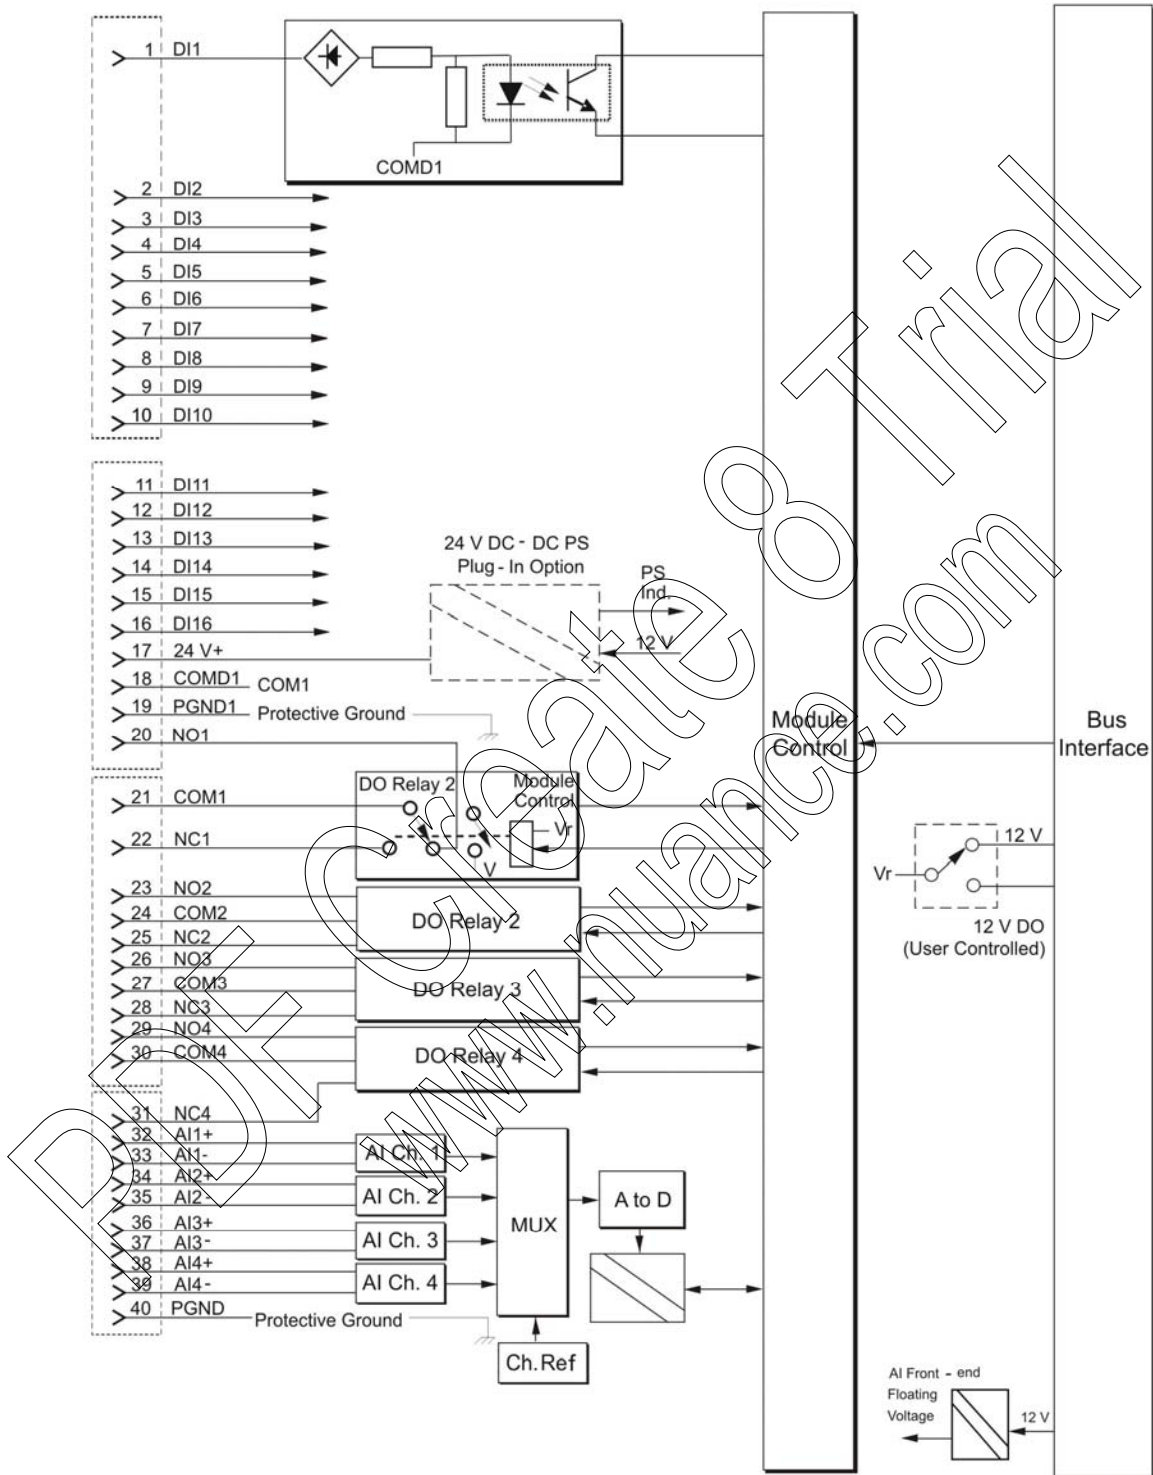 1 DI1
COMD1
2 DI2
3 DI3
4 DI4
5 DI5
6 DI6
7 DI7
8 DI8
9 DI9
10 DI10
11 DI11
12 DI12
13 DI13
14 DI14
15 DI15
16 DI16
24 V DC - DC PS
Plug - In Option
PS
Ind.
12 V
17 24 V+
18 COMD1 COM1
19 PGND1 Protective Ground
20 NO1
Module
Control
Bus
Interface
21 COM1
22 NC1
DO Relay 2
Module
Control
Vr
V
23 NO2
24 COM2
25 NC2
DO Relay 2
26 NO3
27 COM3
28 NC3
DO Relay 3
29 NO4
30 COM4
DO Relay 4
Vr
12 V
12 V DO
(User Controlled)
31 NC4
32 AI1+
33 AI1-
34 AI2+
35 AI2-
36 AI3+
37 AI3-
38 AI4+
39 AI4-
40 PGND Protective Ground
AI Ch. 1
AI Ch. 2
AI Ch. 3
AI Ch. 4
MUX
A to D
Ch.Ref
AI Front - end
Floating
Voltage
12 V
PDF Create 8 Trial
www.nuance.com